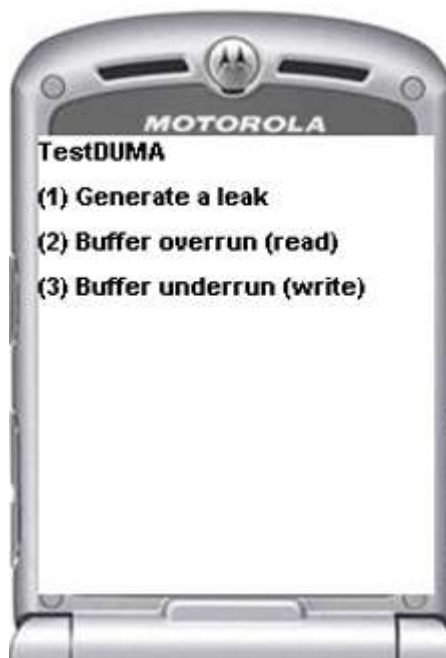 MOTOROLA
TestDUMA
(1) Generate a leak
(2) Buffer overrun (read)
(3) Buffer underrun (write)